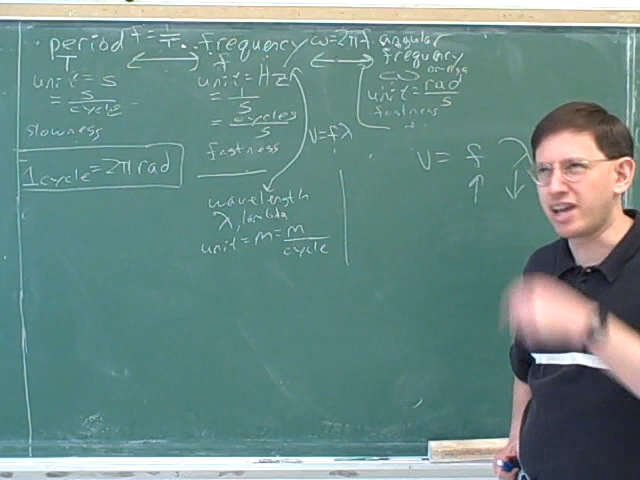 period f = 1/T frequency ω=2πf angular
T f frequency
unit = s unit = Hz ω omega
= s/cycle = 1/s unit = rad/s
slowness = cycles/s fastness
fastness v=fλ
1 cycle = 2π rad
v = f λ
wavelength
λ, lambda
unit = m = m/cycle